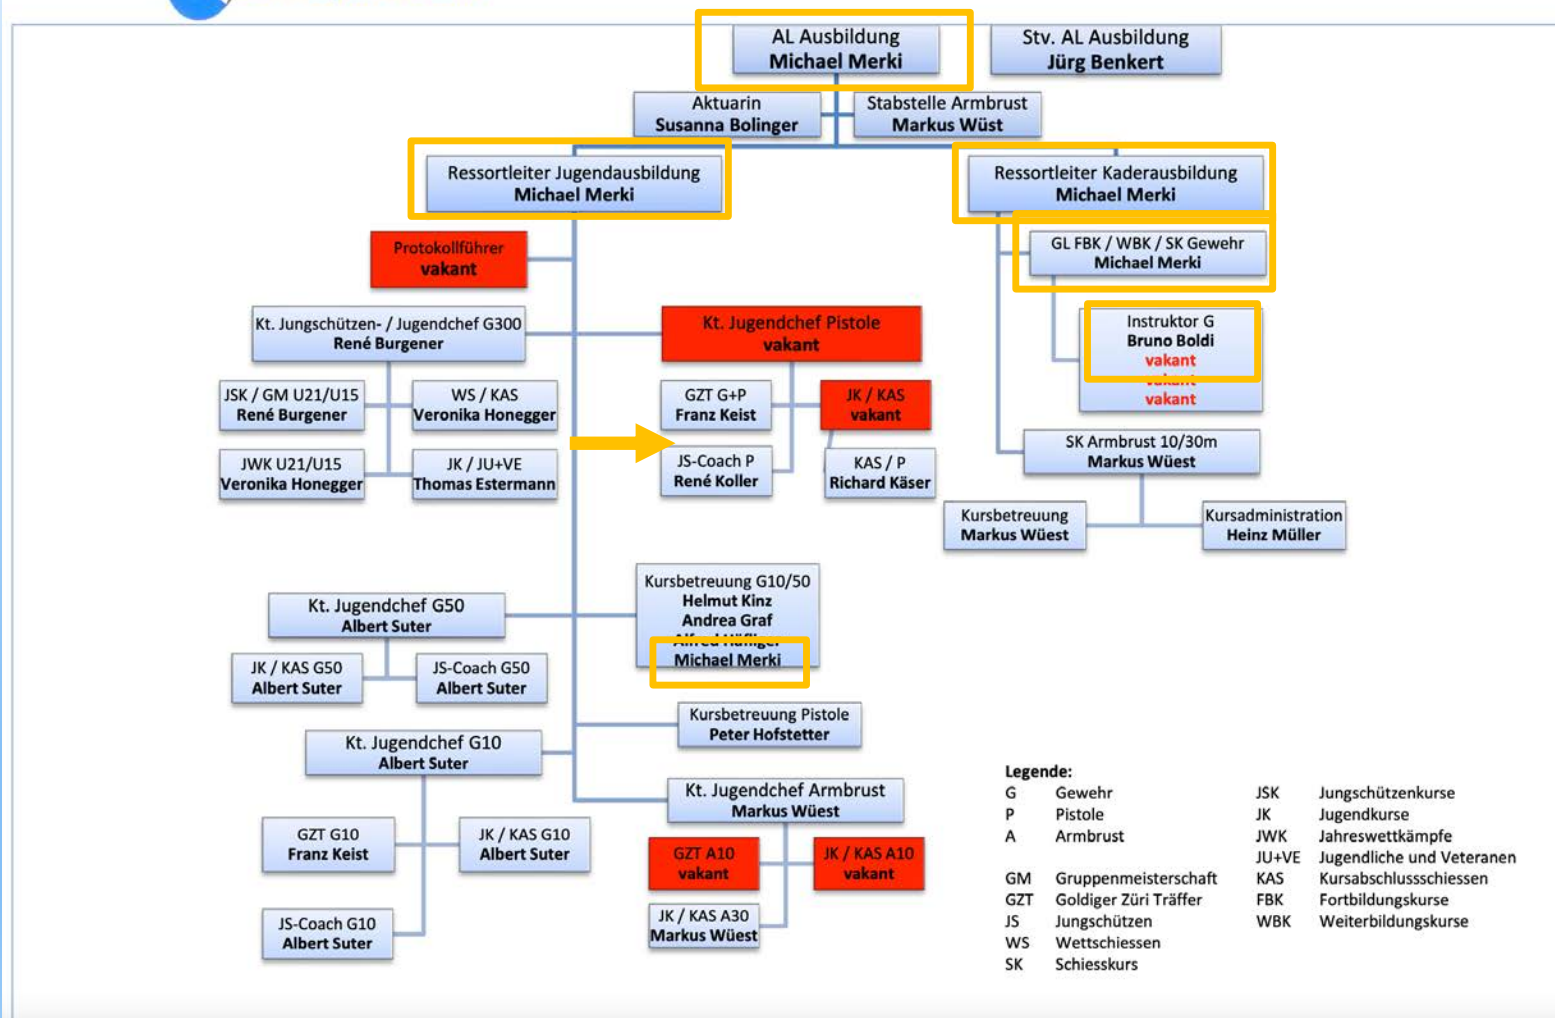 AL Ausbildung
Michael Merki
Stv. AL Ausbildung
Jürg Benkert
Aktuarin
Susanna Bolinger
Stabstelle Armbrust
Markus Wüst
Ressortleiter Jugendausbildung
Michael Merki
Ressortleiter Kaderausbildung
Michael Merki
Protokollführer
vakant
GL FBK / WBK / SK Gewehr
Michael Merki
Kt. Jungschützen- / Jugendchef G300
René Burgener
Kt. Jugendchef Pistole
vakant
Instruktor G
Bruno Boldi
vakant
vakant
vakant
JSK / GM U21/U15
René Burgener
WS / KAS
Veronika Honegger
GZT G+P
Franz Keist
JK / KAS
vakant
JWK U21/U15
Veronika Honegger
JK / JU+VE
Thomas Estermann
JS-Coach P
René Koller
KAS / P
Richard Käser
SK Armbrust 10/30m
Markus Wüest
Kursbetreuung
Markus Wüest
Kursadministration
Heinz Müller
Kt. Jugendchef G50
Albert Suter
Kursbetreuung G10/50
Helmut Kinz
Andrea Graf
Michael Merki
JK / KAS G50
Albert Suter
JS-Coach G50
Albert Suter
Kursbetreuung Pistole
Peter Hofstetter
Kt. Jugendchef G10
Albert Suter
Kt. Jugendchef Armbrust
Markus Wüest
GZT G10
Franz Keist
JK / KAS G10
Albert Suter
GZT A10
vakant
JK / KAS A10
vakant
JS-Coach G10
Albert Suter
JK / KAS A30
Markus Wüest
Legende:
G Gewehr
P Pistole
A Armbrust
GM Gruppenmeisterschaft
GZT Goldiger Züri Träffer
JS Jungschützen
WS Wettschiessen
SK Schiesskurs
JSK Jungschützenkurse
JK Jugendkurse
JWK Jahreswettkämpfe
JU+VE Jugendliche und Veteranen
KAS Kursabschlussschiessen
FBK Fortbildungskurse
WBK Weiterbildungskurse